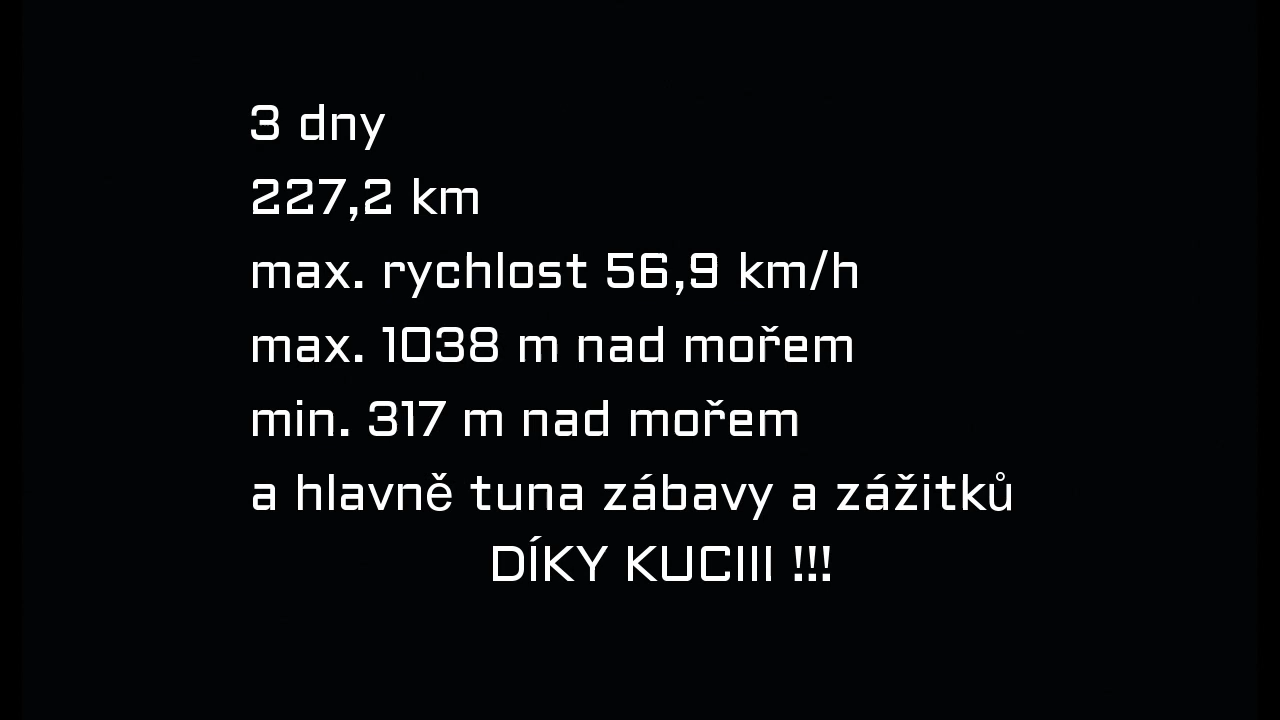 3 dny
227,2 km
max. rychlost 56,9 km/h
max. 1038 m nad mořem
min. 317 m nad mořem
a hlavně tuna zábavy a zážitků
DÍKY KUCIII !!!